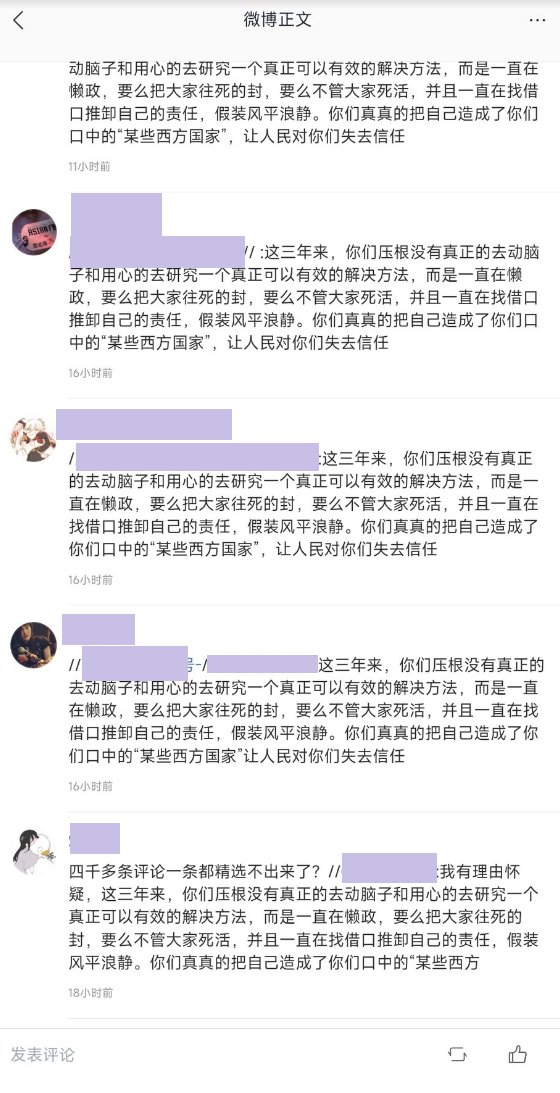 微博正文
动脑子和用心的去研究一个真正可以有效的解决方法，而是一直在
懒政，要么把大家往死的封，要么不管大家死活，并且一直在找借
口推卸自己的责任，假装风平浪静。你们真真的把自己造成了你们
口中的“某些西方国家”，让人民对你们失去信任
11小时前
ASIAN
// :这三年来，你们压根没有真正的去动脑
子和用心的去研究一个真正可以有效的解决方法，而是一直在懒
政，要么把大家往死的封，要么不管大家死活，并且一直在找借口
推卸自己的责任，假装风平浪静。你们真真的把自己造成了你们口
中的“某些西方国家”，让人民对你们失去信任
16小时前
/ :这三年来，你们压根没有真正
的去动脑子和用心的去研究一个真正可以有效的解决方法，而是一
直在懒政，要么把大家往死的封，要么不管大家死活，并且一直在
找借口推卸自己的责任，假装风平浪静。你们真真的把自己造成了
你们口中的“某些西方国家”，让人民对你们失去信任
16小时前
// 号-/ 这三年来，你们压根没有真正的
去动脑子和用心的去研究一个真正可以有效的解决方法，而是一直
在懒政，要么把大家往死的封，要么不管大家死活，并且一直在找
借口推卸自己的责任，假装风平浪静。你们真真的把自己造成了你
们口中的“某些西方国家”让人民对你们失去信任
16小时前
四千多条评论一条都精选不出来了？// :我有理由怀
疑，这三年来，你们压根没有真正的去动脑子和用心的去研究一个
真正可以有效的解决方法，而是一直在懒政，要么把大家往死的
封，要么不管大家死活，并且一直在找借口推卸自己的责任，假装
风平浪静。你们真真的把自己造成了你们口中的“某些西方
18小时前
发表评论